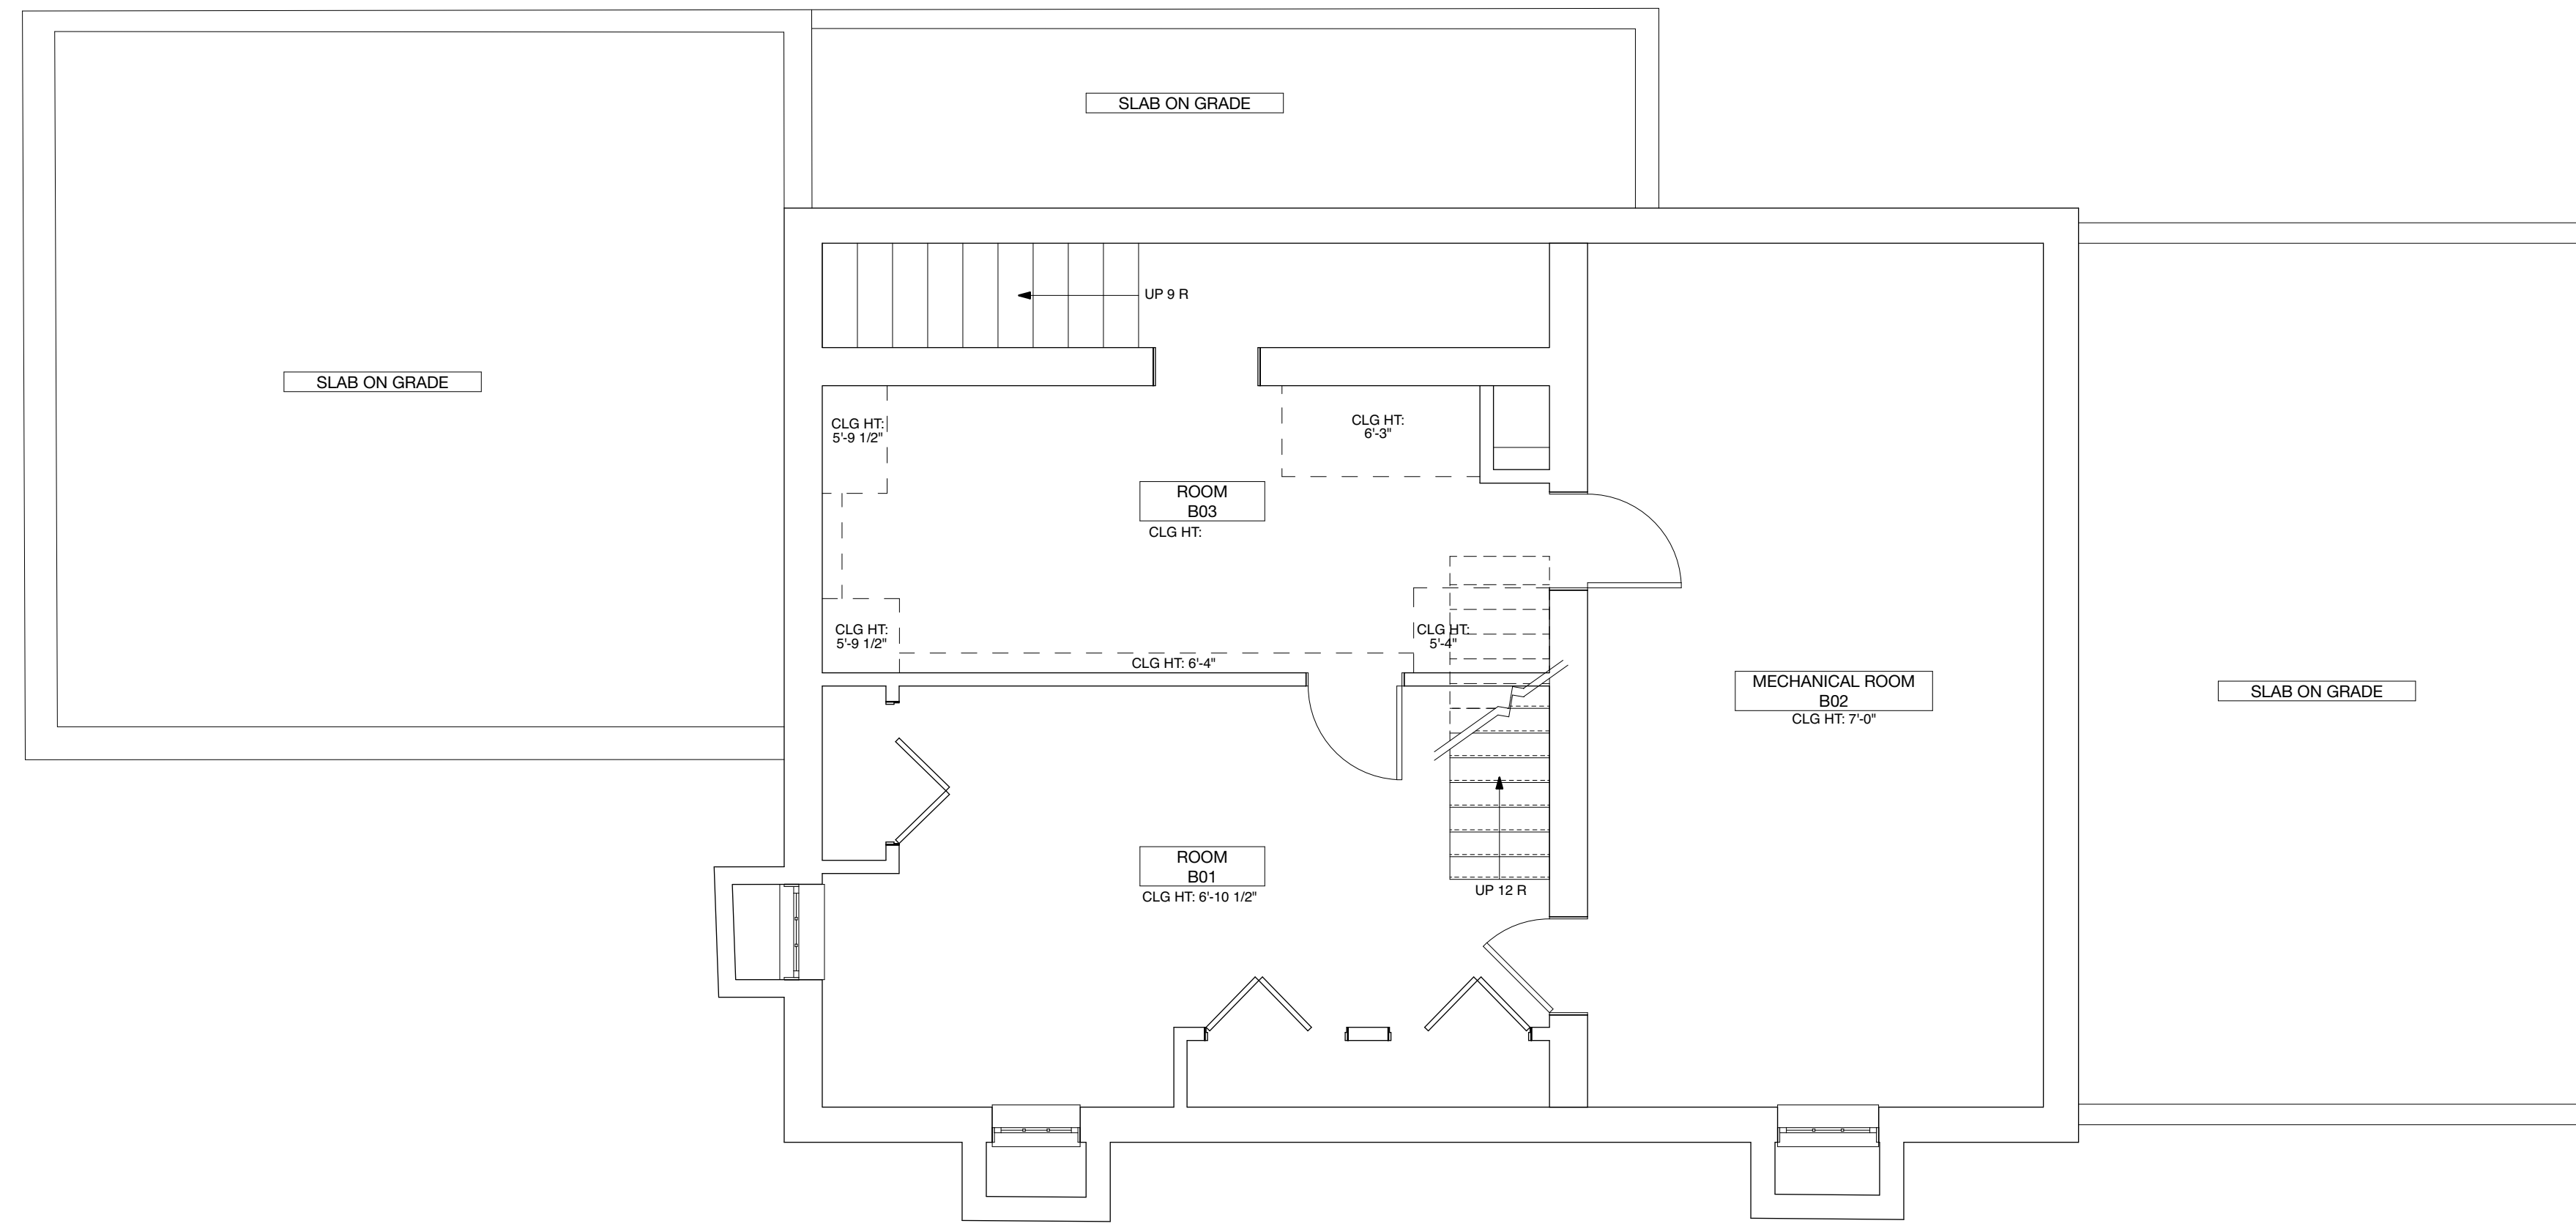 SLAB ON GRADE
UP 9 R
SLAB ON GRADE
CLG HT:
5'-9 1/2"
CLG HT:
6'-3"
ROOM
B03
CLG HT:
CLG HT:
5'-9 1/2"
CLG HT:
5'-4"
CLG HT: 6'-4"
MECHANICAL ROOM
B02
CLG HT: 7'-0"
SLAB ON GRADE
ROOM
B01
CLG HT: 6'-10 1/2"
UP 12 R